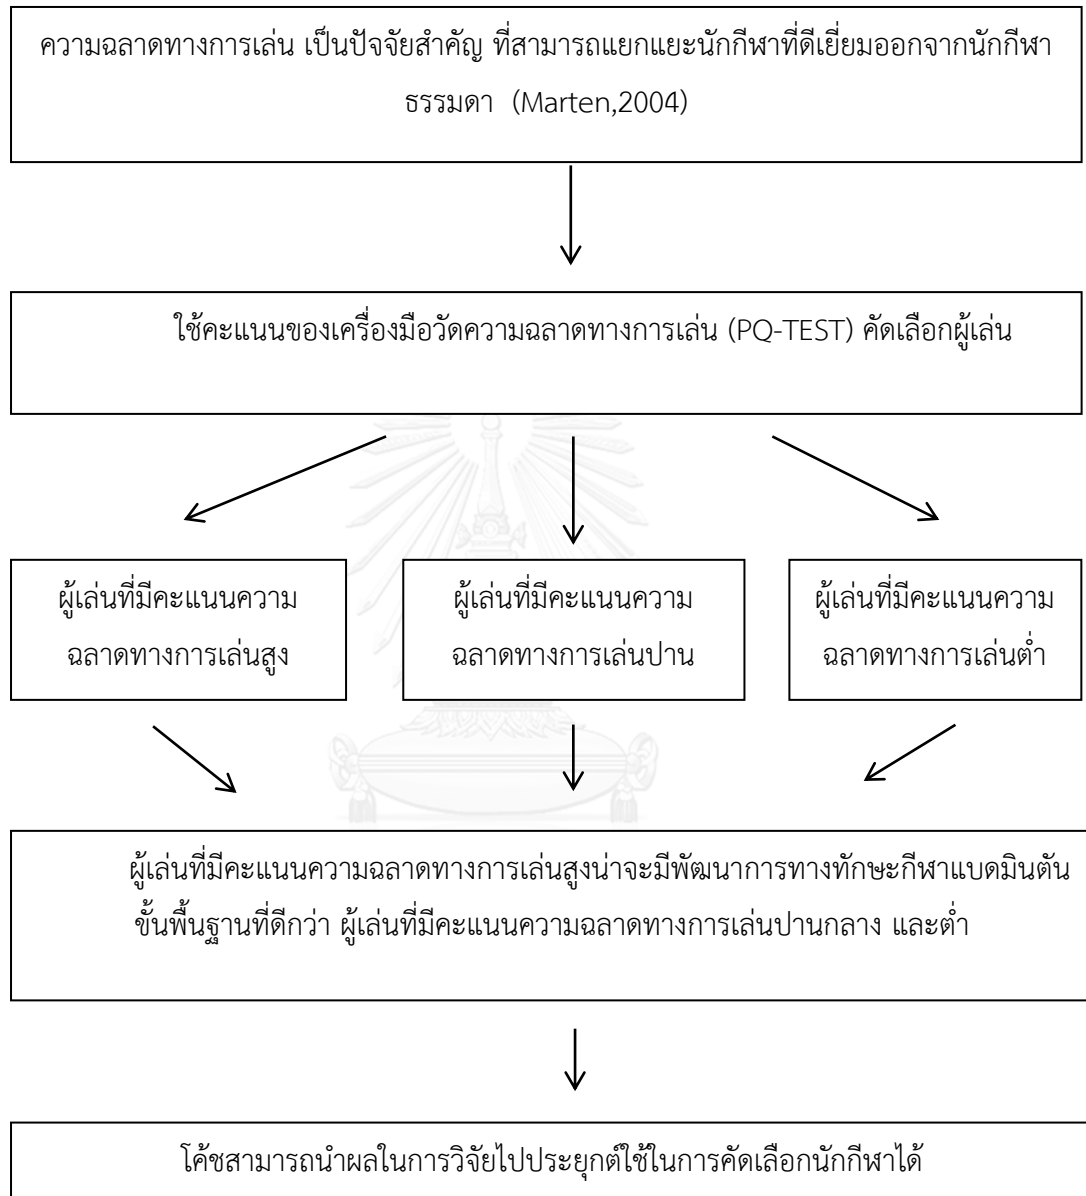 ความฉลาดทางการเล่น เป็นปัจจัยสำคัญ ที่สามารถแยกแยะนักกีฬาที่ดีเยี่ยมออกจากนักกีฬา
ธรรมดา (Marten,2004)
ใช้คะแนนของเครื่องมือวัดความฉลาดทางการเล่น (PQ-TEST) คัดเลือกผู้เล่น
ผู้เล่นที่มีคะแนนความ
ฉลาดทางการเล่นสูง
ผู้เล่นที่มีคะแนนความ
ฉลาดทางการเล่นปาน
ผู้เล่นที่มีคะแนนความ
ฉลาดทางการเล่นต่ำ
ผู้เล่นที่มีคะแนนความฉลาดทางการเล่นสูงน่าจะมีพัฒนาการทางทักษะกีฬาแบดมินตัน
ขั้นพื้นฐานที่ดีกว่า ผู้เล่นที่มีคะแนนความฉลาดทางการเล่นปานกลาง และต่ำ
โค้ชสามารถนำผลในการวิจัยไปประยุกต์ใช้ในการคัดเลือกนักกีฬาได้